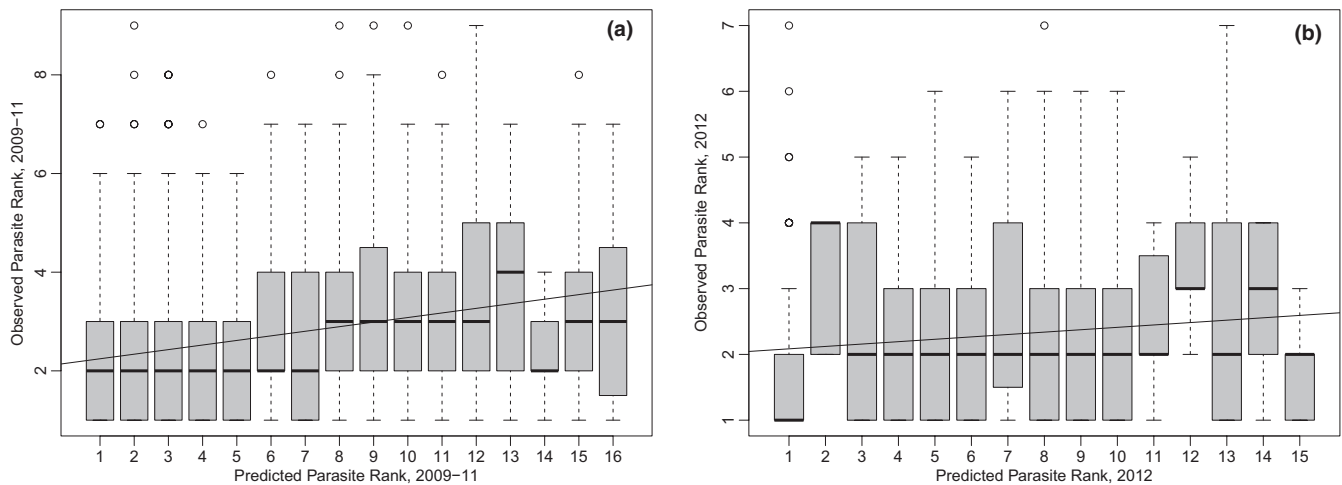 (a)
Observed Parasite Rank, 2009−11
8
6
4
2
1 2 3 4 5 6 7 8 9 10 11 12 13 14 15 16
Predicted Parasite Rank, 2009−11
(b)
Observed Parasite Rank, 2012
7
6
5
4
3
2
1
1 2 3 4 5 6 7 8 9 10 11 12 13 14 15
Predicted Parasite Rank, 2012